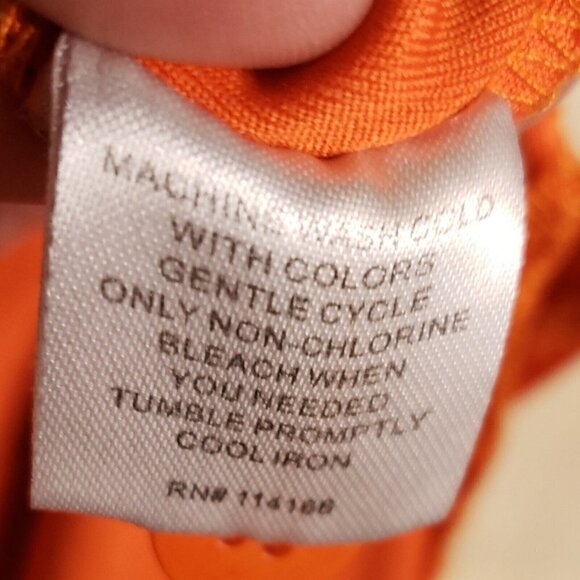 MACHINE WASH COLD
WITH COLORS
GENTLE CYCLE
ONLY NON-CHLORINE
BLEACH WHEN
YOU NEEDED
TUMBLE PROMPTLY
COOL IRON
RN# 114166